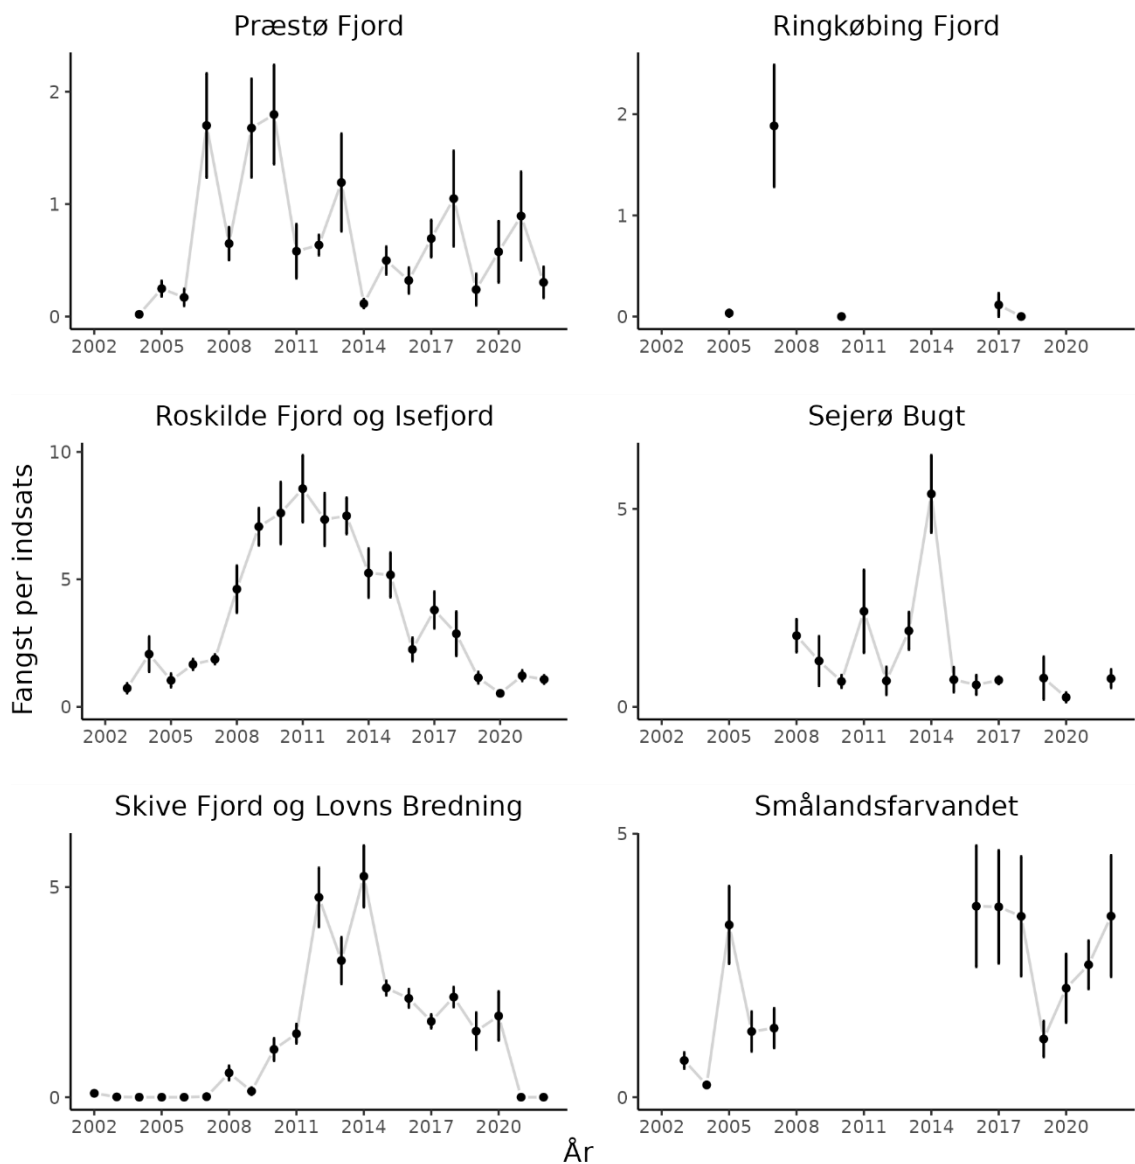 Præstø Fjord
Ringkøbing Fjord
2
1
0
2
1
0
2002 2005 2008 2011 2014 2017 2020
2002 2005 2008 2011 2014 2017 2020
Roskilde Fjord og Isefjord
Sejerø Bugt
Fangst per indsats
10
5
0
5
0
2002 2005 2008 2011 2014 2017 2020
2002 2005 2008 2011 2014 2017 2020
Skive Fjord og Lovns Bredning
Smålandsfarvandet
5
0
5
0
2002 2005 2008 2011 2014 2017 2020
2002 2005 2008 2011 2014 2017 2020
År